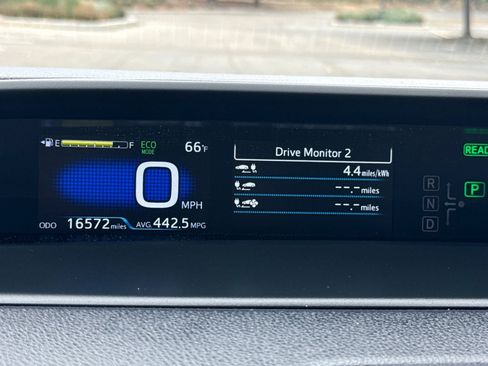 E F ECO MODE 66°F
Drive Monitor 2
READY
4.4 miles/kWh
--.- miles
--.- miles
0 MPH
R
N
D
P
ODO 16572 miles AVG. 442.5 MPG